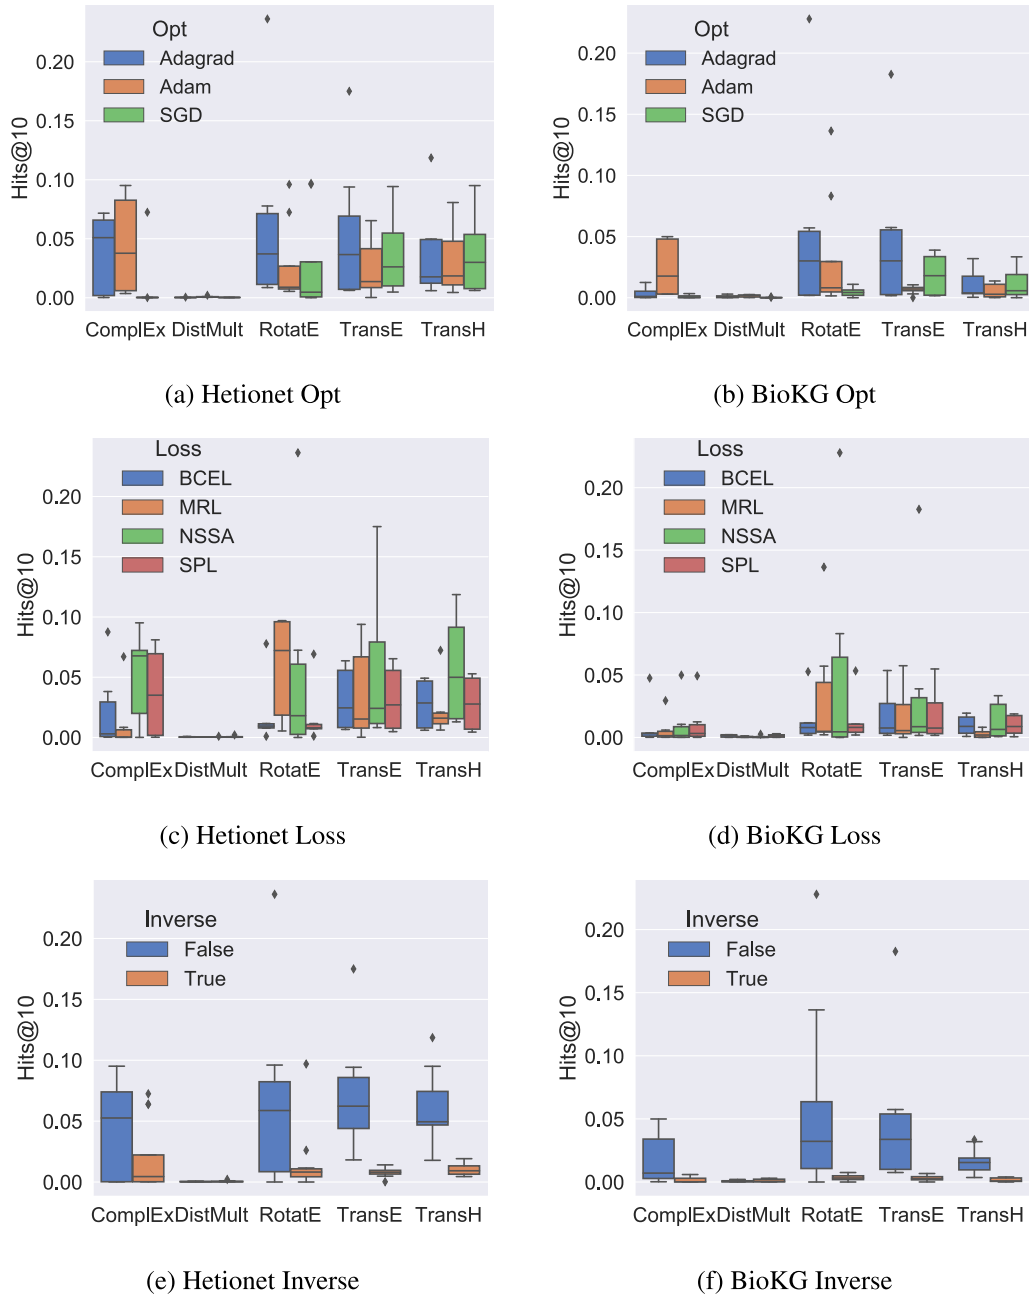 Opt
Adagrad
Adam
SGD
0.20
0.15
0.10
0.05
0.00
Hits@10
ComplEx DistMult RotatE TransE TransH
(a) Hetionet Opt
Opt
Adagrad
Adam
SGD
0.20
0.15
0.10
0.05
0.00
Hits@10
ComplEx DistMult RotatE TransE TransH
(b) BioKG Opt
Loss
BCEL
MRL
NSSA
SPL
0.20
0.15
0.10
0.05
0.00
Hits@10
ComplEx DistMult RotatE TransE TransH
(c) Hetionet Loss
Loss
BCEL
MRL
NSSA
SPL
0.20
0.15
0.10
0.05
0.00
Hits@10
ComplEx DistMult RotatE TransE TransH
(d) BioKG Loss
Inverse
False
True
0.20
0.15
0.10
0.05
0.00
Hits@10
ComplEx DistMult RotatE TransE TransH
(e) Hetionet Inverse
Inverse
False
True
0.20
0.15
0.10
0.05
0.00
Hits@10
ComplEx DistMult RotatE TransE TransH
(f) BioKG Inverse